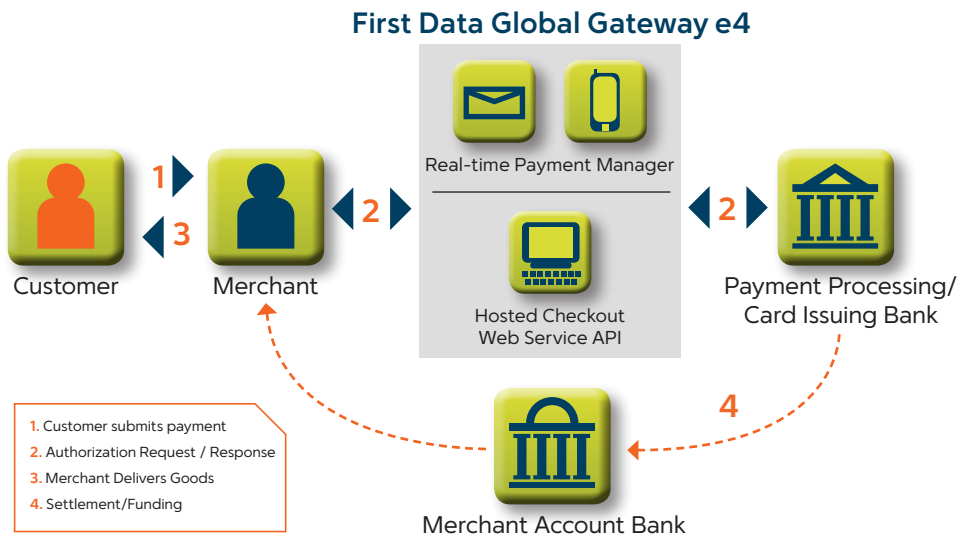 First Data Global Gateway e4
Real-time Payment Manager
1
3
2
2
Customer
Merchant
Hosted Checkout
Web Service API
Payment Processing/
Card Issuing Bank
4
1. Customer submits payment
2. Authorization Request / Response
3. Merchant Delivers Goods
4. Settlement/Funding
Merchant Account Bank